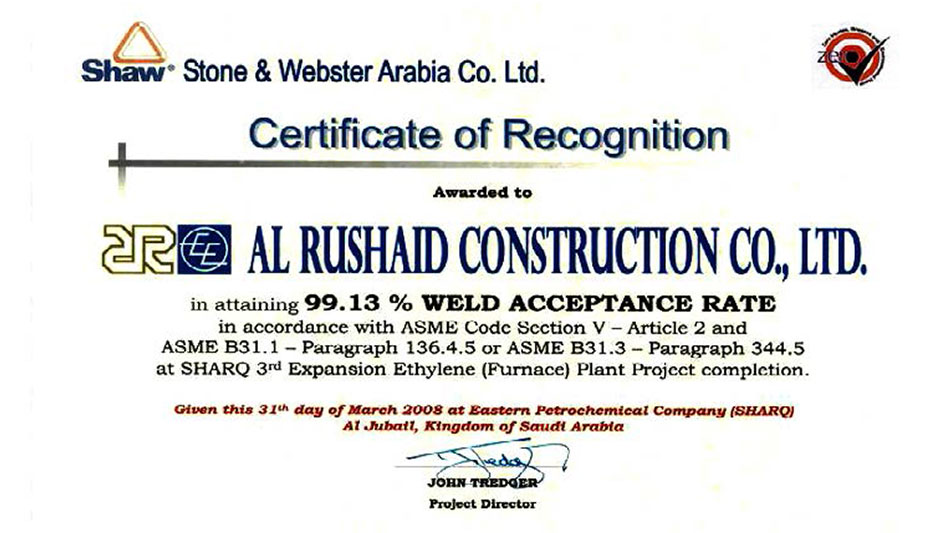 Shaw® Stone & Webster Arabia Co. Ltd.
zero
Certificate of Recognition
Awarded to
AL RUSHAID CONSTRUCTION CO., LTD.
in attaining 99.13 % WELD ACCEPTANCE RATE
in accordance with ASME Code Section V – Article 2 and
ASME B31.1 – Paragraph 136.4.5 or ASME B31.3 – Paragraph 344.5
at SHARQ 3rd Expansion Ethylene (Furnace) Plant Project completion.
Given this 31th day of March 2008 at Eastern Petrochemical Company (SHARQ)
Al Jubail, Kingdom of Saudi Arabia
JOHN TREDGER
Project Director